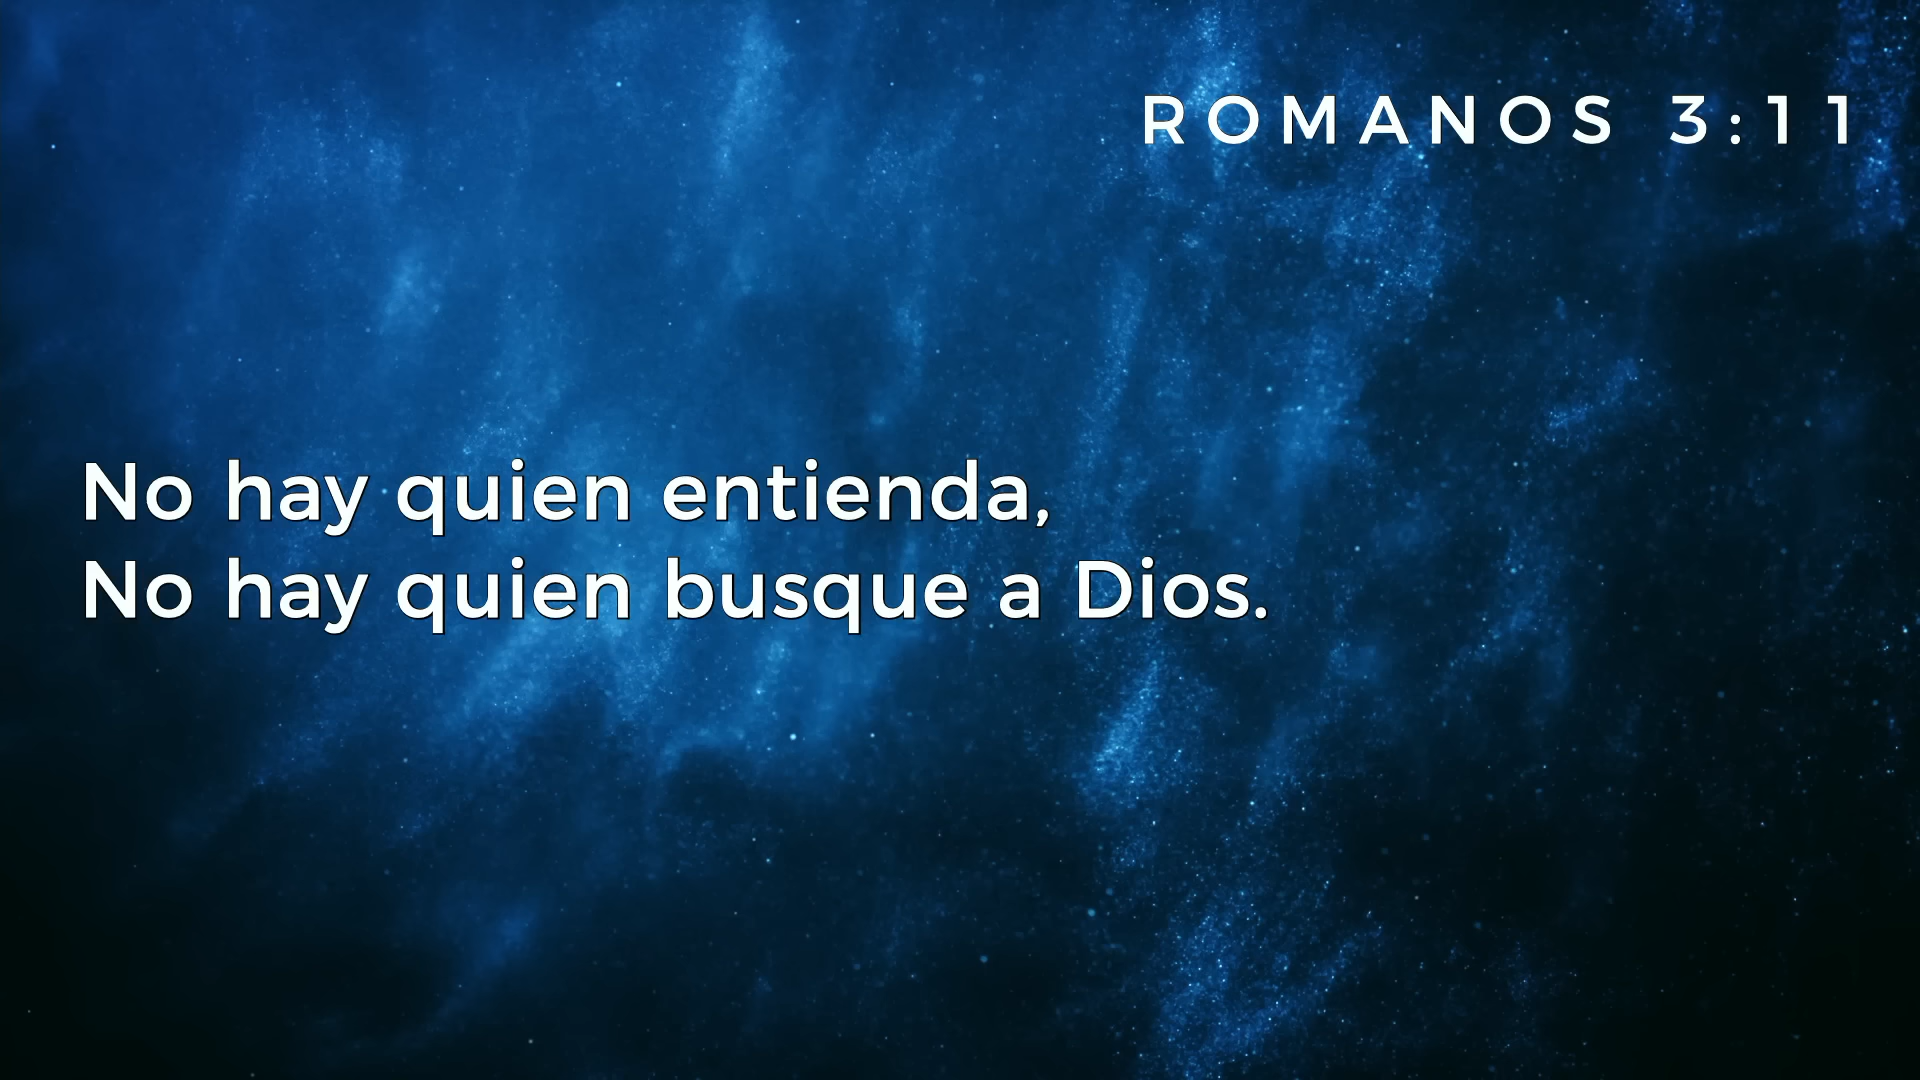 ROMANOS 3:11
No hay quien entienda,
No hay quien busque a Dios.